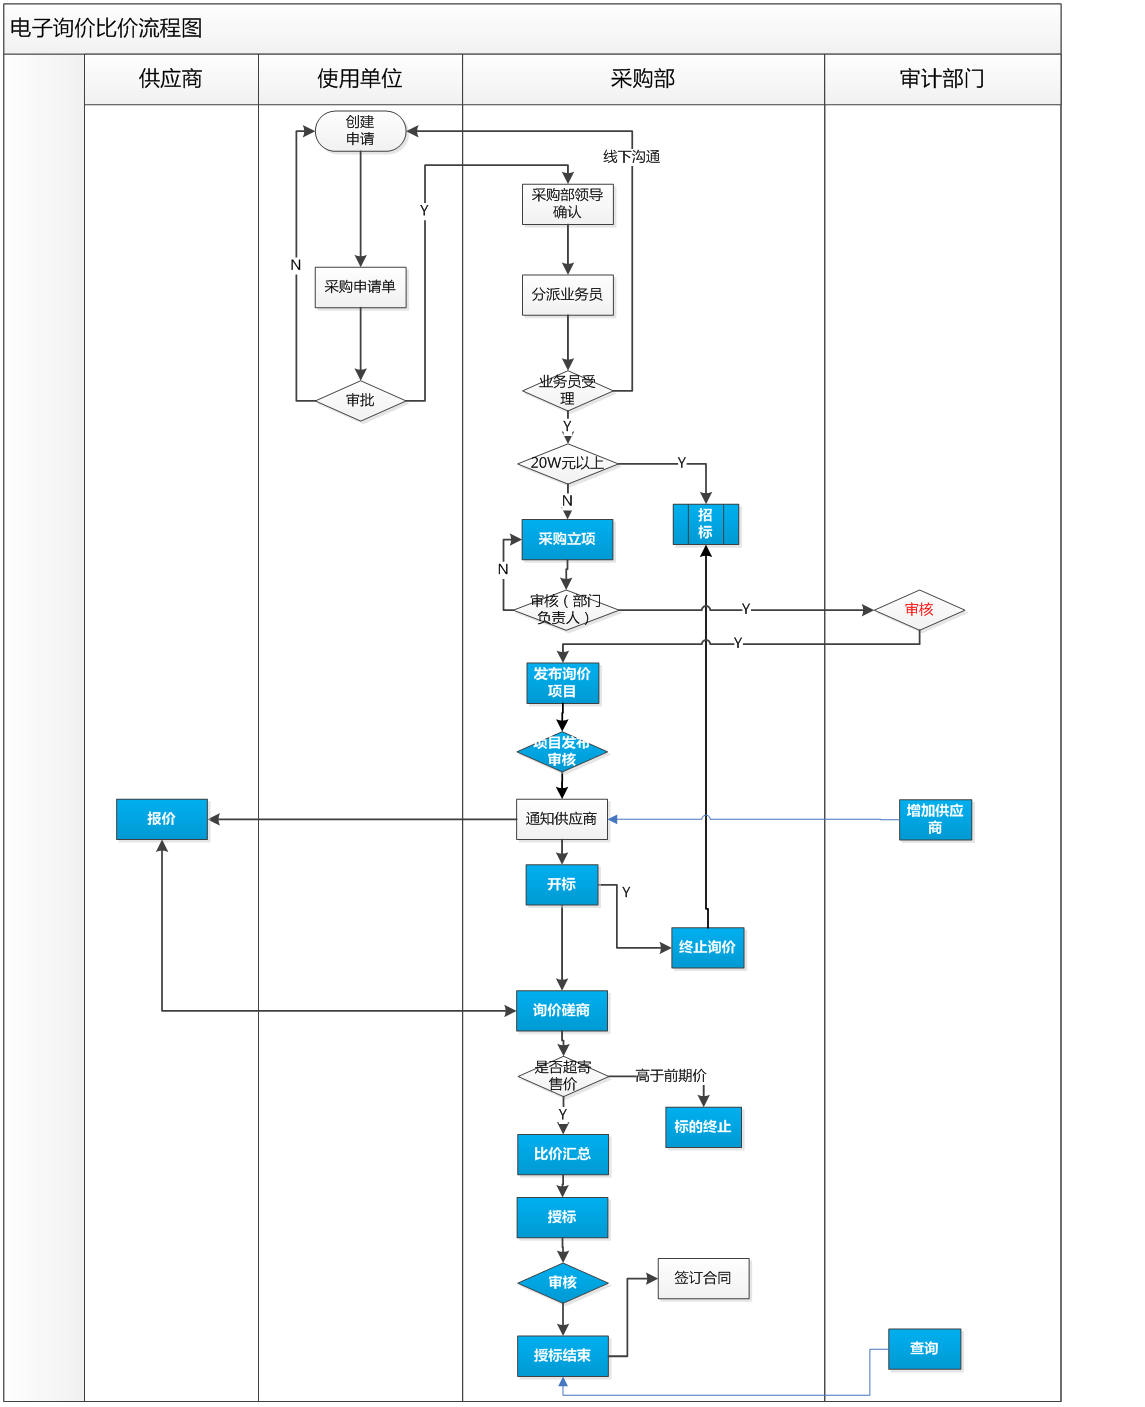 电子询价比价流程图
供应商
使用单位
采购部
审计部门
创建
申请
线下沟通
采购部领导
确认
Y
N
采购申请单
分派业务员
审批
业务员受
理
Y
20W元以上
Y
N
招
标
采购立项
N
审核（部门
负责人）
Y
审核
Y
发布询价
项目
项目发布
审核
报价
通知供应商
增加供应
商
开标
Y
终止询价
询价磋商
是否超寄
售价
高于前期价
Y
标的终止
比价汇总
授标
审核
签订合同
授标结束
查询